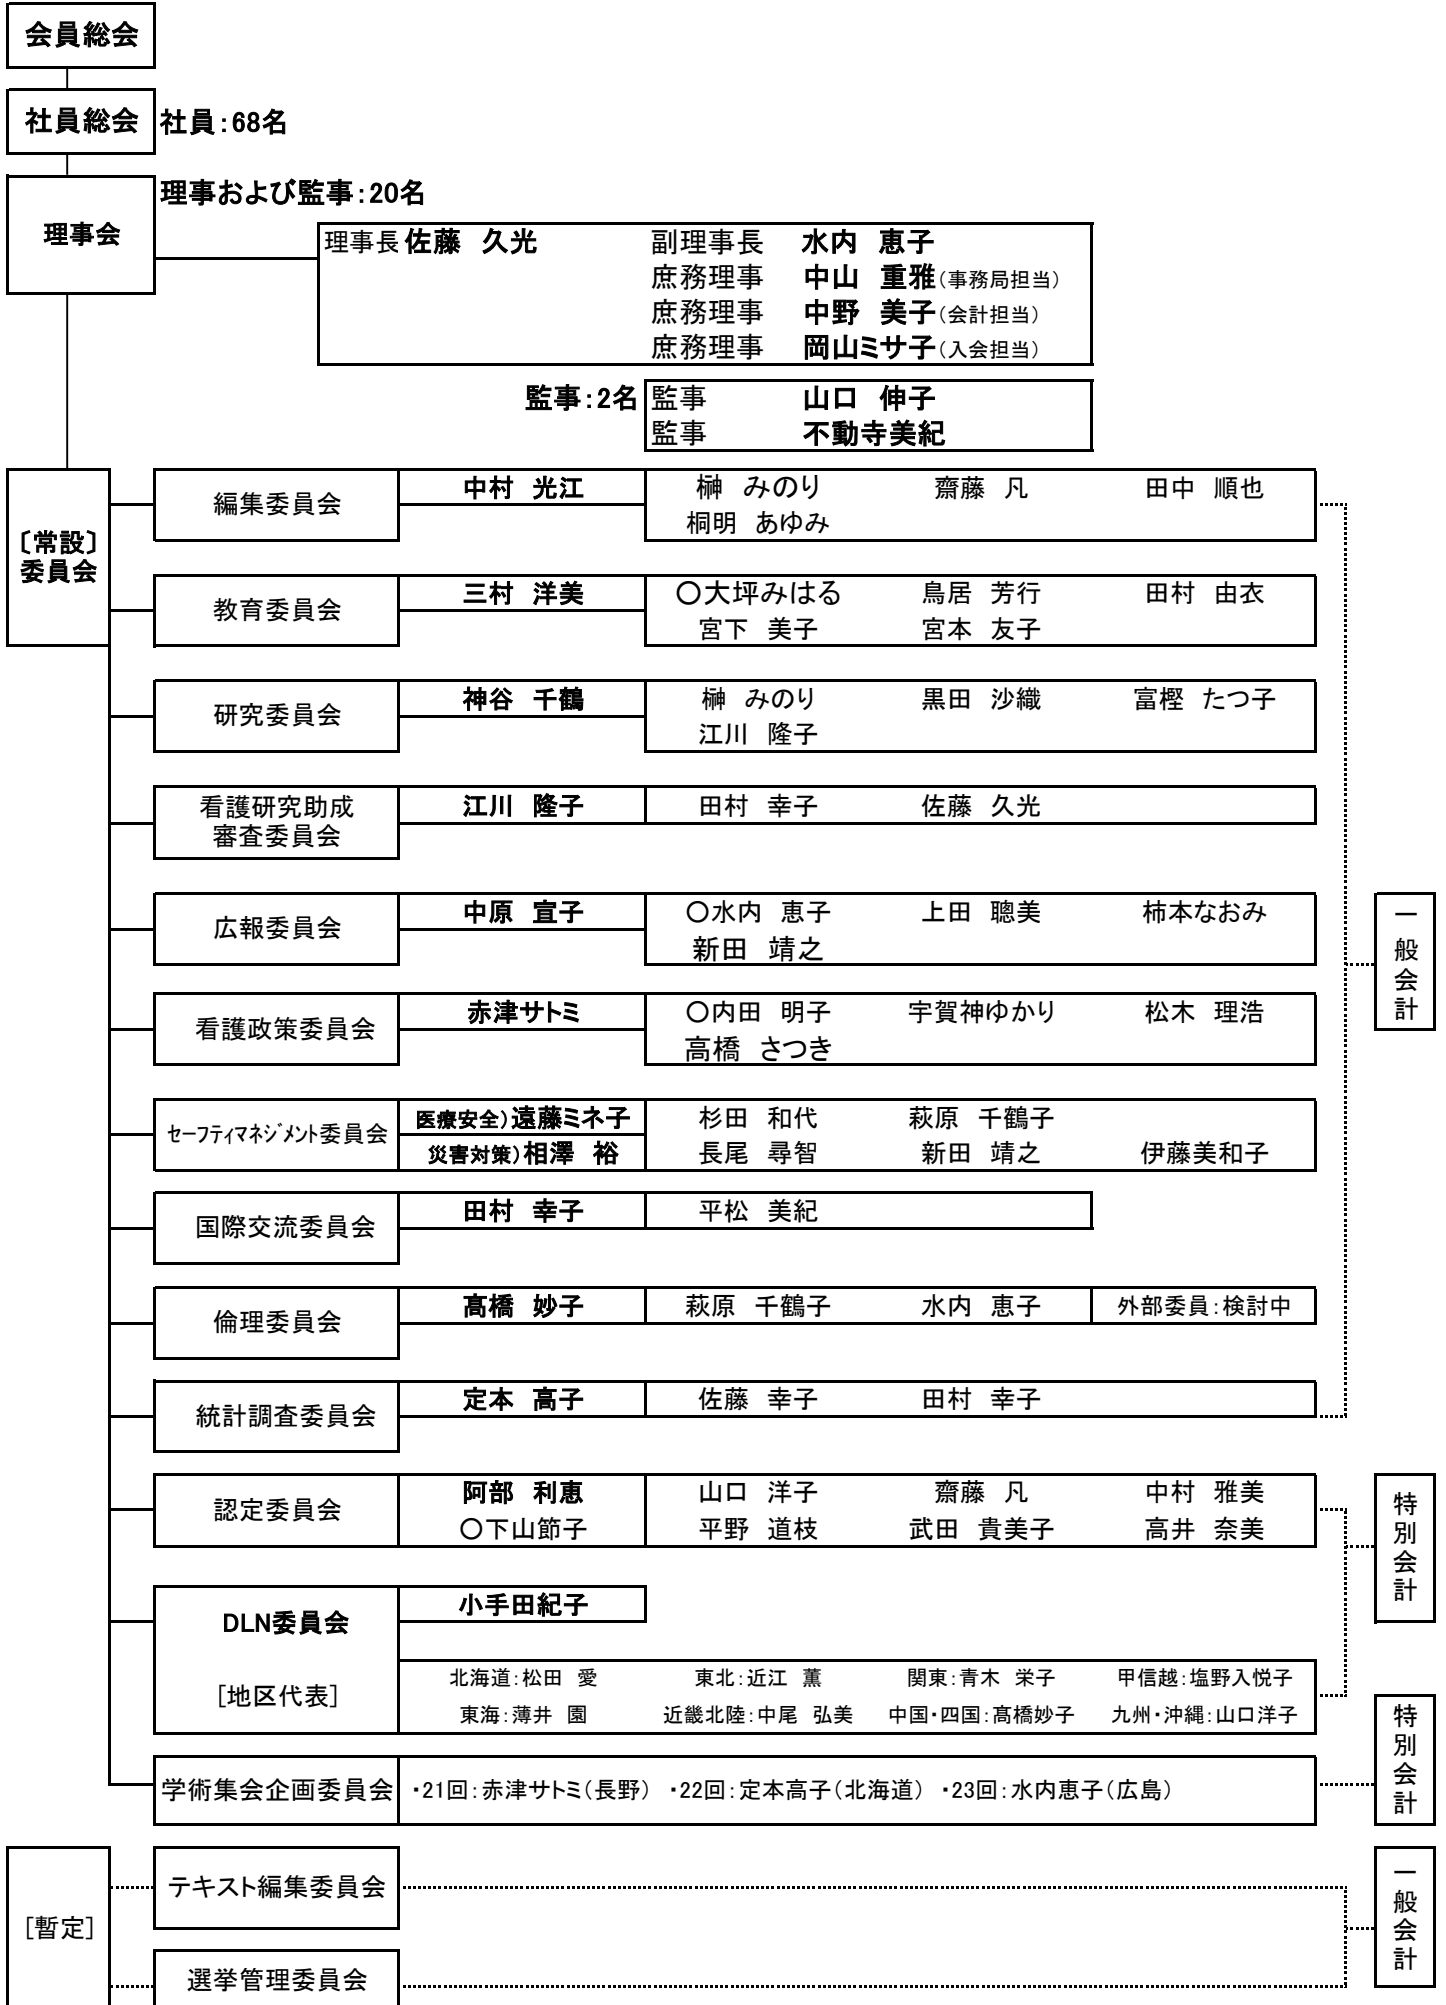 会員総会
社員総会 社員：68名
理事会 理事および監事：20名
理事長 佐藤 久光 副理事長 水内 恵子
庶務理事 中山 重雅（事務局担当）
庶務理事 中野 美子（会計担当）
庶務理事 岡山ミサ子（入会担当）
監事：2名 監事 山口 伸子
監事 不動寺美紀
〔常設〕
委員会
編集委員会 中村 光江 榊 みのり 齋藤 凡 田中 順也
桐明 あゆみ
教育委員会 三村 洋美 〇大坪みはる 鳥居 芳行 田村 由衣
宮下 美子 宮本 友子
研究委員会 神谷 千鶴 榊 みのり 黒田 沙織 富樫 たつ子
江川 隆子
看護研究助成
審査委員会 江川 隆子 田村 幸子 佐藤 久光
広報委員会 中原 宣子 〇水内 恵子 上田 聰美 柿本なおみ
新田 靖之
一般会計
看護政策委員会 赤津サトミ 〇内田 明子 宇賀神ゆかり 松木 理浩
高橋 さつき
セーフティマネジメント委員会 医療安全）遠藤ミネ子 杉田 和代 萩原 千鶴子
災害対策）相澤 裕 長尾 尋智 新田 靖之 伊藤美和子
国際交流委員会 田村 幸子 平松 美紀
倫理委員会 髙橋 妙子 萩原 千鶴子 水内 恵子 外部委員：検討中
統計調査委員会 定本 高子 佐藤 幸子 田村 幸子
認定委員会 阿部 利恵 山口 洋子 齋藤 凡 中村 雅美
〇下山節子 平野 道枝 武田 貴美子 高井 奈美
特別会計
DLN委員会 小手田紀子
［地区代表］
北海道：松田 愛 東北：近江 薫 関東：青木 栄子 甲信越：塩野入悦子
東海：薄井 園 近畿北陸：中尾 弘美 中国・四国：髙橋妙子 九州・沖縄：山口洋子
特別会計
学術集会企画委員会 ・21回：赤津サトミ（長野） ・22回：定本高子（北海道） ・23回：水内恵子（広島）
［暫定］
テキスト編集委員会
選挙管理委員会
一般会計